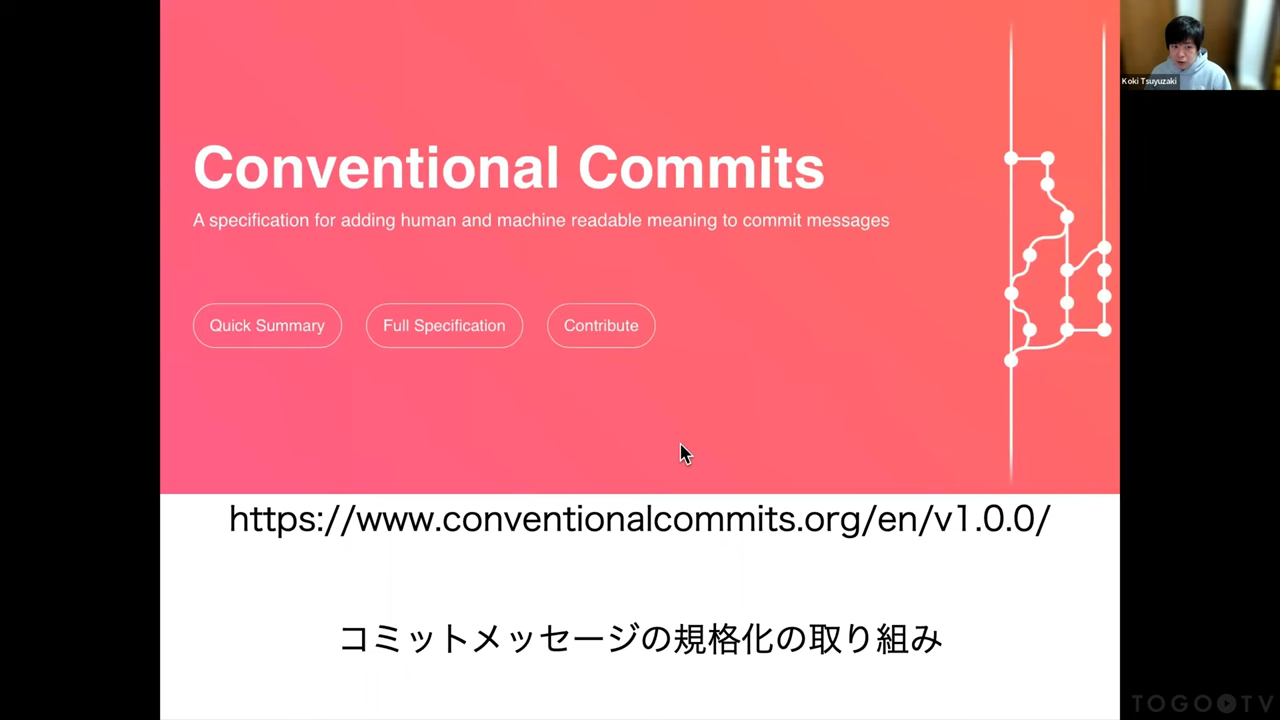 Conventional Commits
A specification for adding human and machine readable meaning to commit messages
Quick Summary
Full Specification
Contribute
https://www.conventionalcommits.org/en/v1.0.0/
コミットメッセージの規格化の取り組み
Koki Tsuyuzaki
TOGO TV